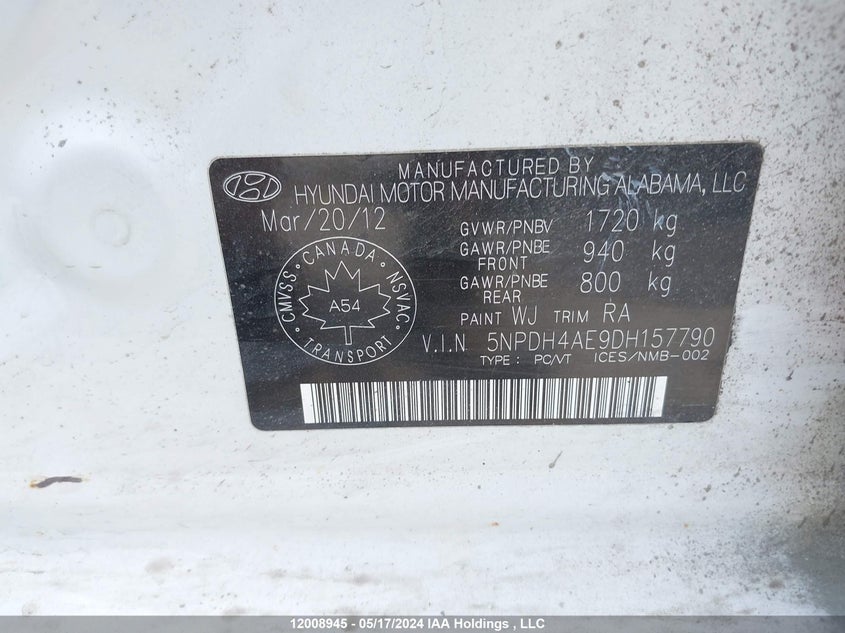 MANUFACTURED BY
HYUNDAI MOTOR MANUFACTURING ALABAMA, LLC
Mar/20/12
GVWR/PNBV 1720 kg
GAWR/PNBE FRONT 940 kg
GAWR/PNBE REAR 800 kg
PAINT WJ TRIM RA
CANADA
CMVSS · NSVAC
A54
TRANSPORT
V.I.N 5NPDH4AE9DH157790
TYPE : PC/VT ICES/NMB-002
12008945 - 05/17/2024 IAA Holdings , LLC